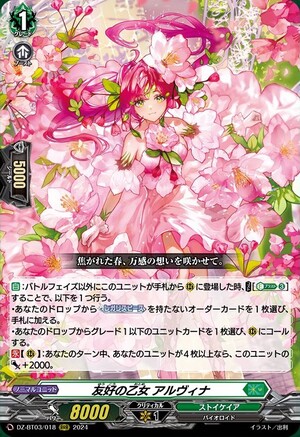 1
グレード
ブースト
5000
シールド
焦がれた春、万感の想いを咲かせて。
自：バトルフェイズ以外にこのユニットが手札からRに登場した時、
することで、以下を1つ行う。
・あなたのドロップから レガリスピース を持たないオーダーカードを1枚選び、
手札に加える。
・あなたのドロップからグレード1以下のユニットカードを1枚選び、Rにコール
する。
永 R：あなたのターン中、あなたのユニットが4枚以上なら、このユニットの
+2000。
ノーマルユニット
友好の乙女 アルヴィナ
パワー
8000
クリティカル
1
ストイケイア
バイオロイド
DZ-BT03/018 RRR 2024
イラスト／出利